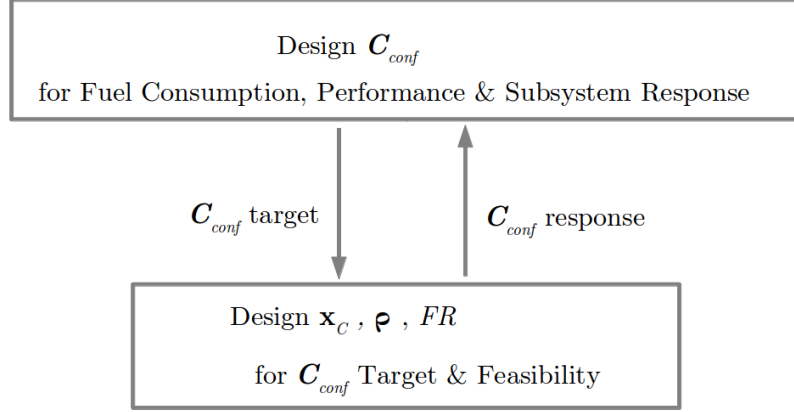 Design C_conf
for Fuel Consumption, Performance & Subsystem Response
C_conf target
C_conf response
Design x_C , ρ , FR
for C_conf Target & Feasibility